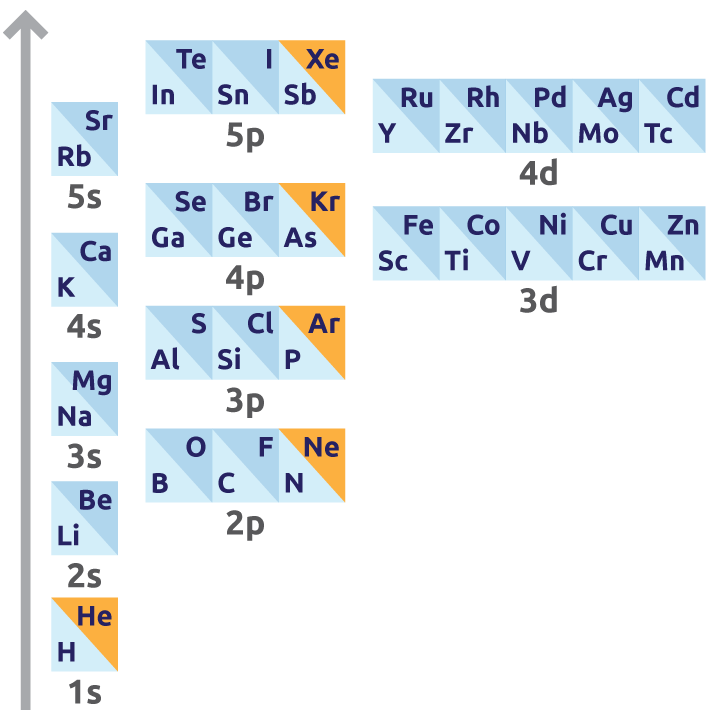 Te I Xe
In Sn Sb
5p
Ru Rh Pd Ag Cd
Y Zr Nb Mo Tc
4d
Sr
Rb
5s
Se Br Kr
Ga Ge As
4p
Fe Co Ni Cu Zn
Sc Ti V Cr Mn
3d
Ca
K
4s
S Cl Ar
Al Si P
3p
Mg
Na
3s
O F Ne
B C N
2p
Be
Li
2s
He
H
1s